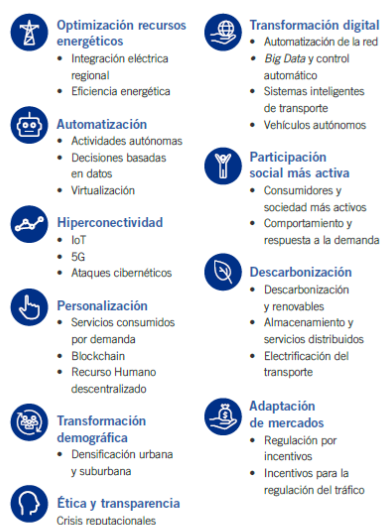 Optimización recursos
energéticos
• Integración eléctrica
regional
• Eficiencia energética
Automatización
• Actividades autónomas
• Decisiones basadas
en datos
• Virtualización
Hiperconectividad
• IoT
• 5G
• Ataques cibernéticos
Personalización
• Servicios consumidos
por demanda
• Blockchain
• Recurso Humano
descentralizado
Transformación
demográfica
• Densificación urbana
y suburbana
Ética y transparencia
Crisis reputacionales
Transformación digital
• Automatización de la red
• Big Data y control
automático
• Sistemas inteligentes
de transporte
• Vehículos autónomos
Participación
social más activa
• Consumidores y
sociedad más activos
• Comportamiento y
respuesta a la demanda
Descarbonización
• Descarbonización
y renovables
• Almacenamiento y
servicios distribuidos
• Electrificación del
transporte
Adaptación
de mercados
• Regulación por
incentivos
• Incentivos para la
regulación del tráfico